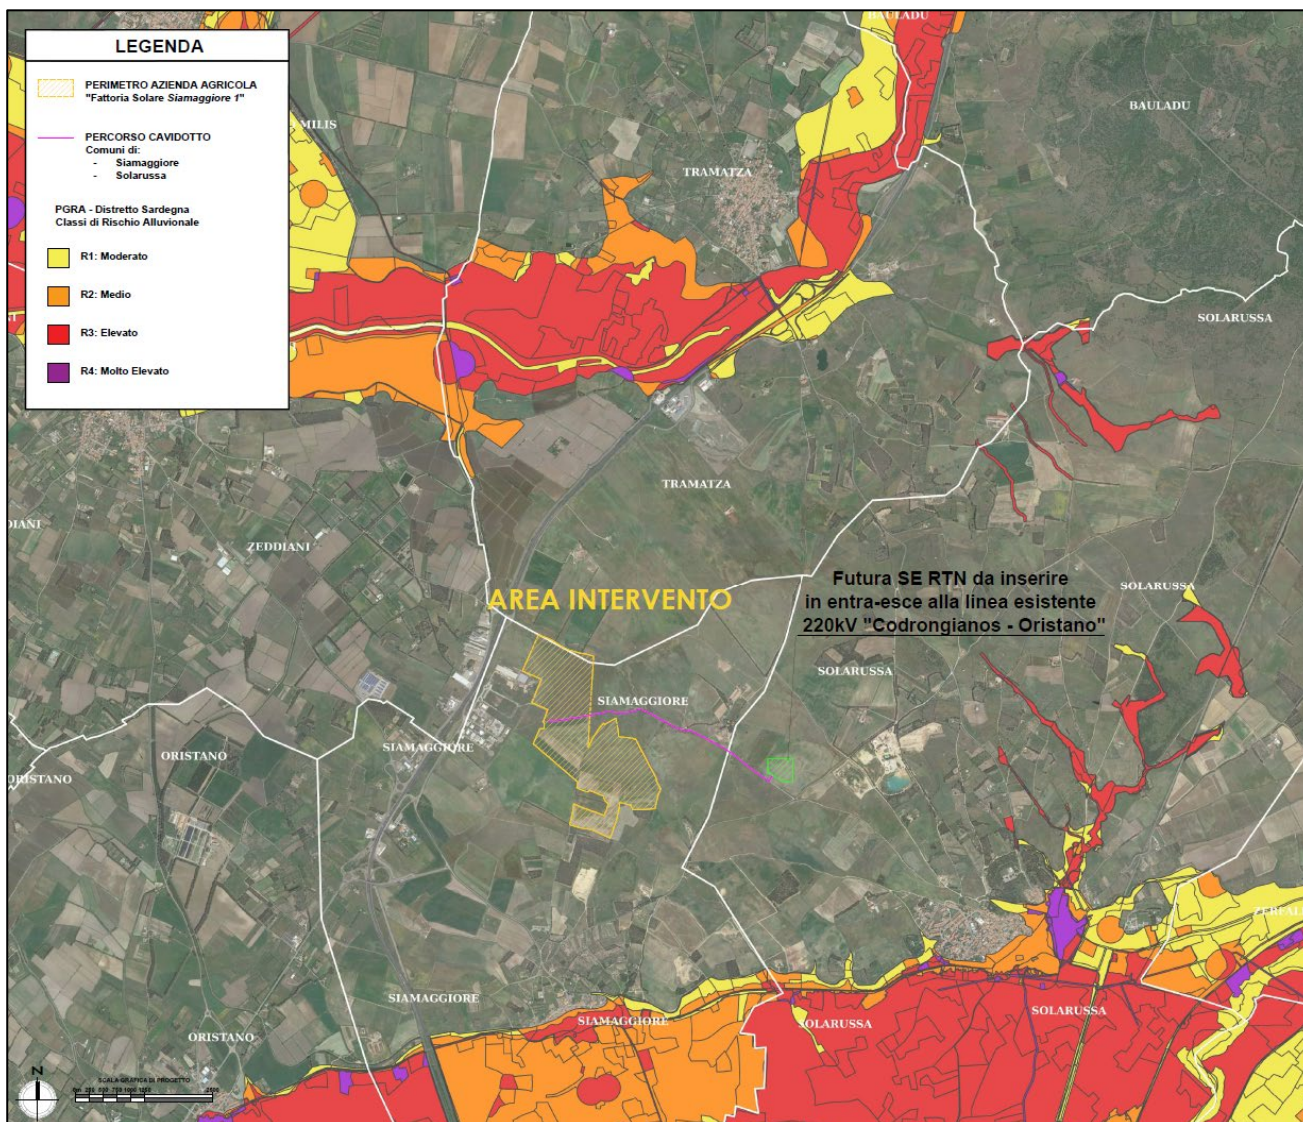 LEGENDA
PERIMETRO AZIENDA AGRICOLA
"Fattoria Solare Siamaggiore 1"
PERCORSO CAVIDOTTO
Comuni di:
- Siamaggiore
- Solarussa
PGRA - Distretto Sardegna
Classi di Rischio Alluvionale
R1: Moderato
R2: Medio
R3: Elevato
R4: Molto Elevato
BAULADU
BAULADU
MILIS
TRAMATZA
SOLARUSSA
TRAMATZA
ZEDDIANI
AREA INTERVENTO
Futura SE RTN da inserire
in entra-esce alla linea esistente
220kV "Codrongianos - Oristano"
SOLARUSSA
SOLARUSSA
SIAMAGGIORE
SIAMAGGIORE
ORISTANO
ORISTANO
SIAMAGGIORE
SIAMAGGIORE
SOLARUSSA
SOLARUSSA
ORISTANO
N
SCALA GRAFICA DI PROGETTO